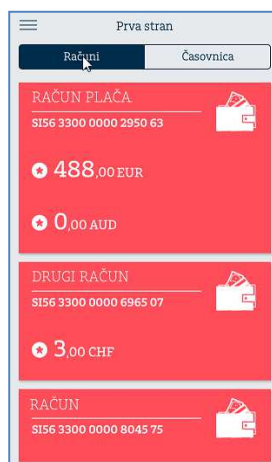 Prva stran
Računi
Časovnica
RAČUN PLAČA
SI56 3300 0000 2950 63
488,00 EUR
0,00 AUD
DRUGI RAČUN
SI56 3300 0000 6965 07
3,00 CHF
RAČUN
SI56 3300 0000 8045 75